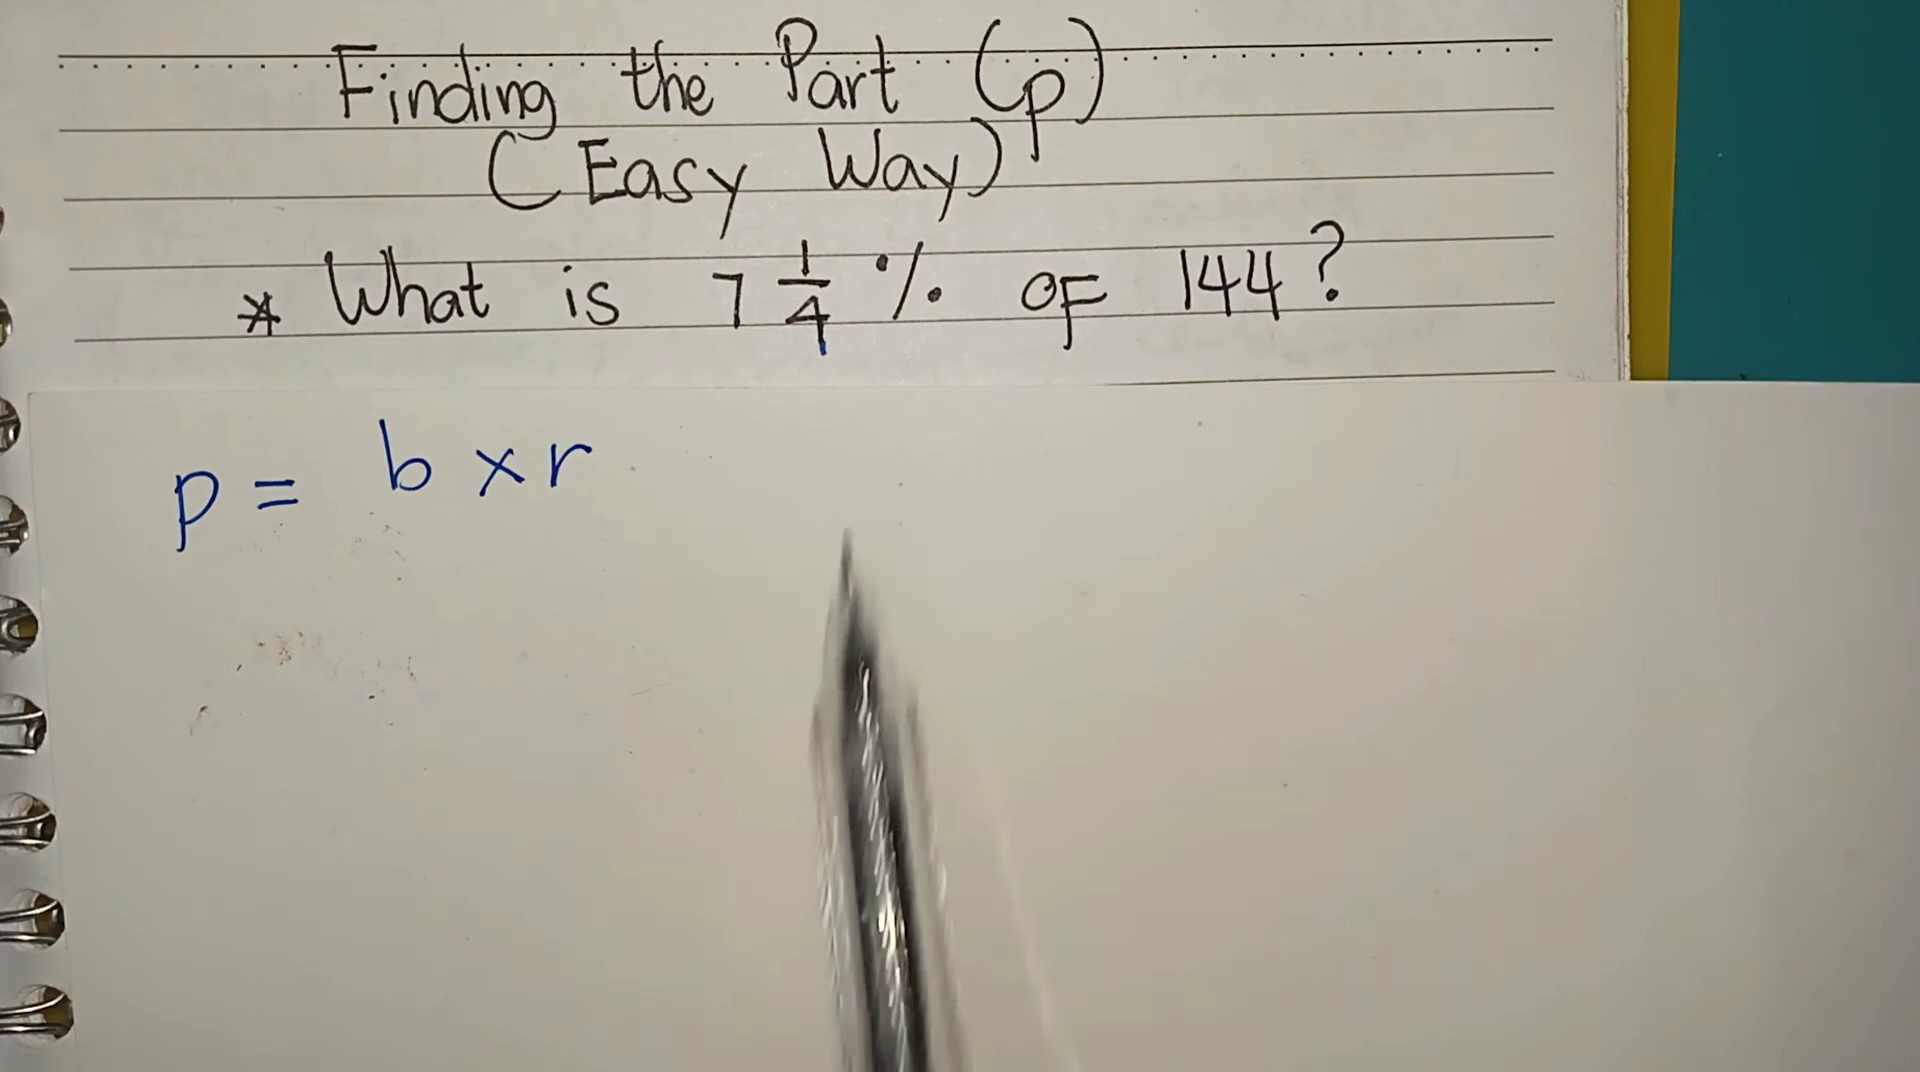 Finding the Part (p)
(Easy Way)
* What is 7 1/4 % OF 144?
p = b × r